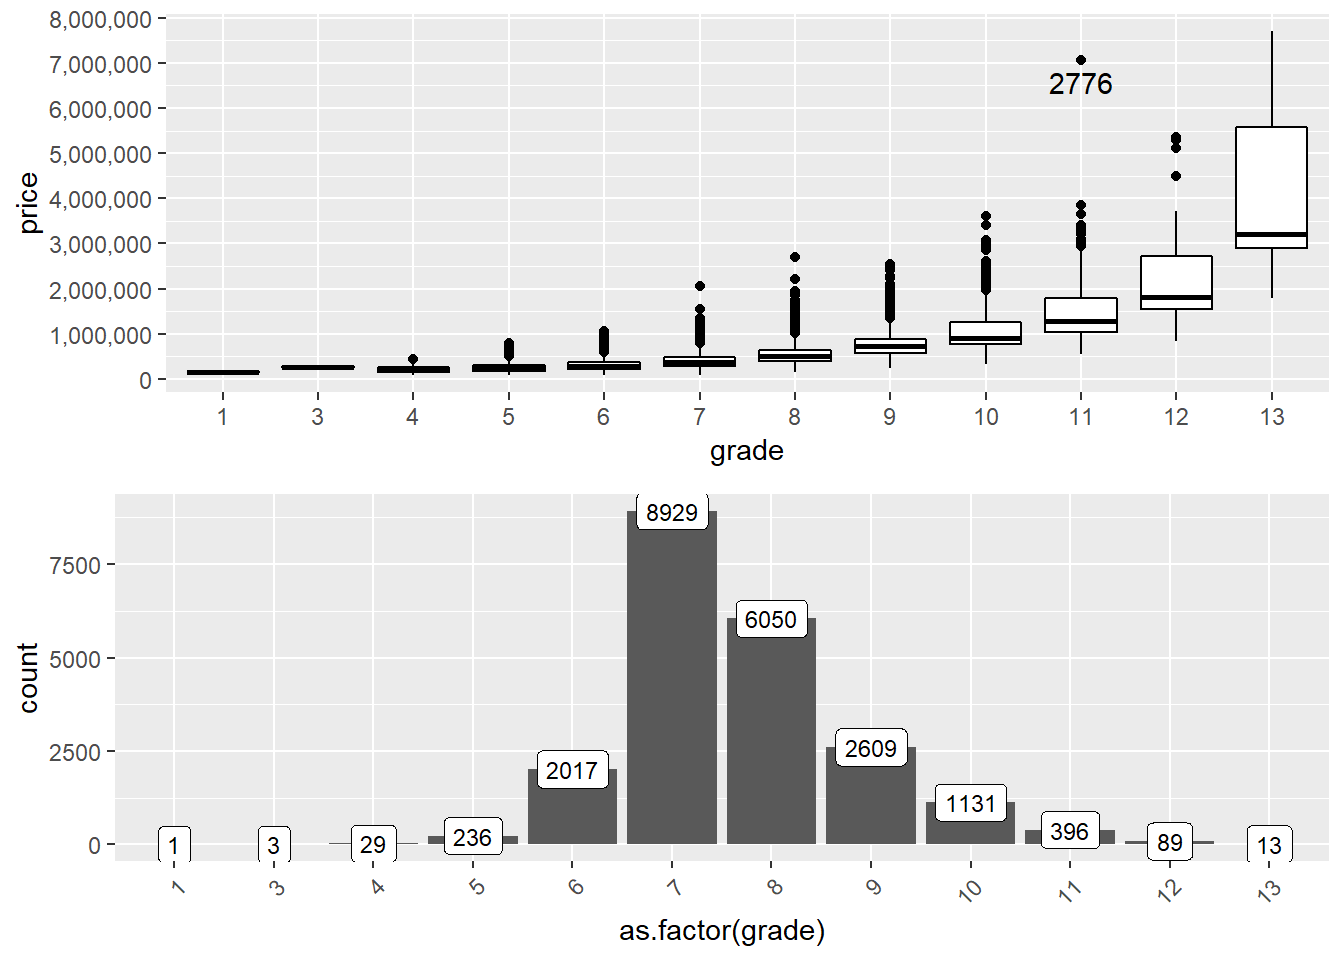 8,000,000
7,000,000
6,000,000
5,000,000
4,000,000
3,000,000
2,000,000
1,000,000
0
price
2776
1 3 4 5 6 7 8 9 10 11 12 13
grade
7500
5000
2500
0
count
1 3 29 236 2017 8929 6050 2609 1131 396 89 13
1 3 4 5 6 7 8 9 10 11 12 13
as.factor(grade)